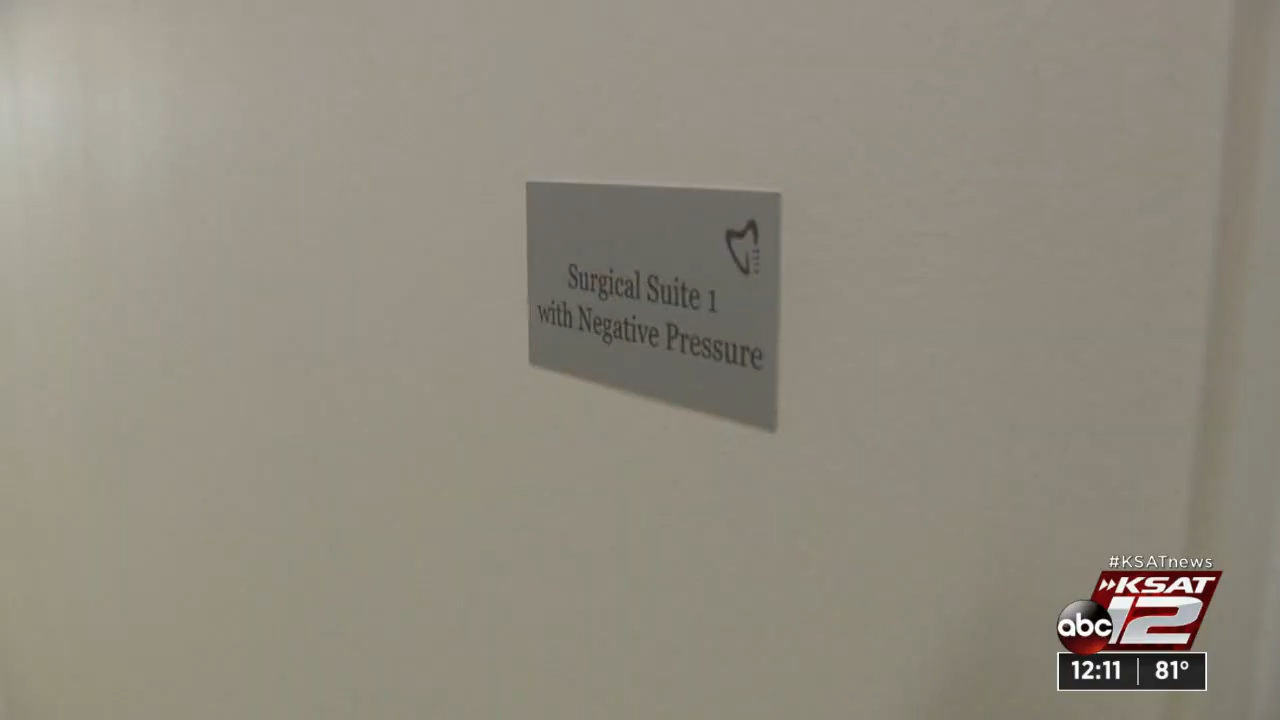 Surgical Suite 1
with Negative Pressure
#KSATnews
KSAT
abc 12
12:11 81°